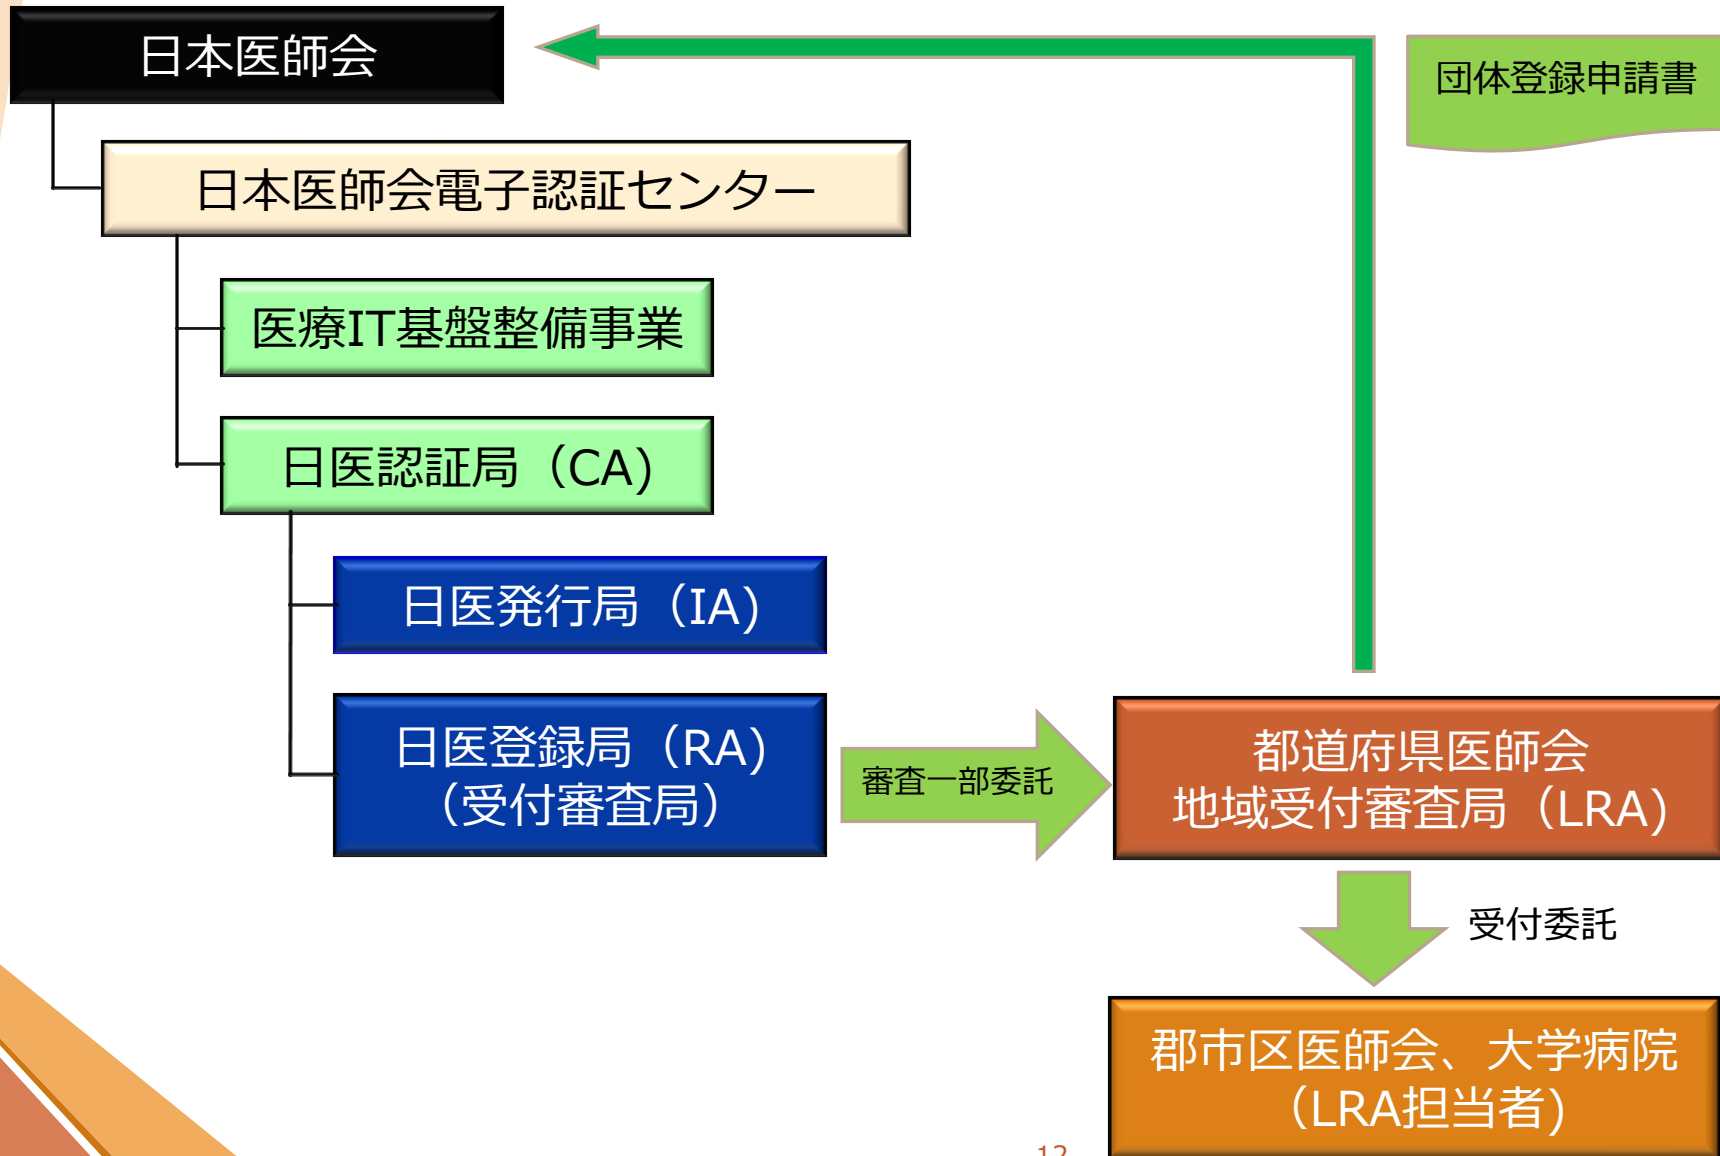 日本医師会
団体登録申請書
日本医師会電子認証センター
医療IT基盤整備事業
日医認証局（CA)
日医発行局（IA)
日医登録局（RA)
（受付審査局）
審査一部委託
都道府県医師会
地域受付審査局（LRA)
受付委託
郡市区医師会、大学病院
（LRA担当者)
12